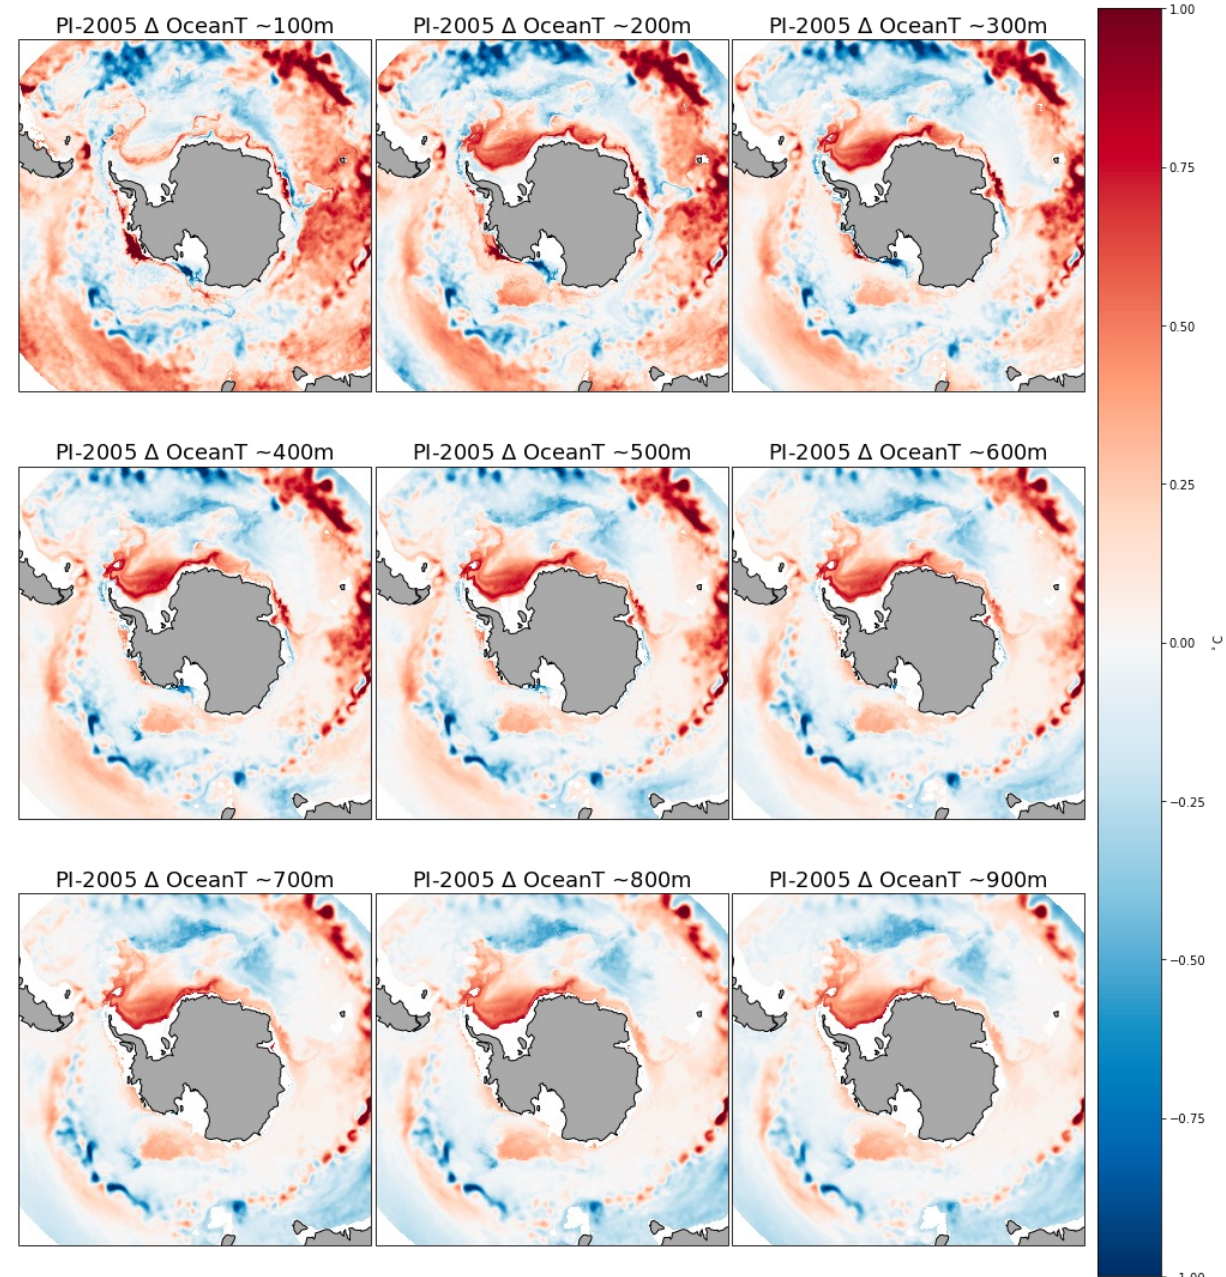 PI-2005 Δ OceanT ~100m
PI-2005 Δ OceanT ~200m
PI-2005 Δ OceanT ~300m
PI-2005 Δ OceanT ~400m
PI-2005 Δ OceanT ~500m
PI-2005 Δ OceanT ~600m
PI-2005 Δ OceanT ~700m
PI-2005 Δ OceanT ~800m
PI-2005 Δ OceanT ~900m
1.00
0.75
0.50
0.25
0.00
−0.25
−0.50
−0.75
−1.00
°C